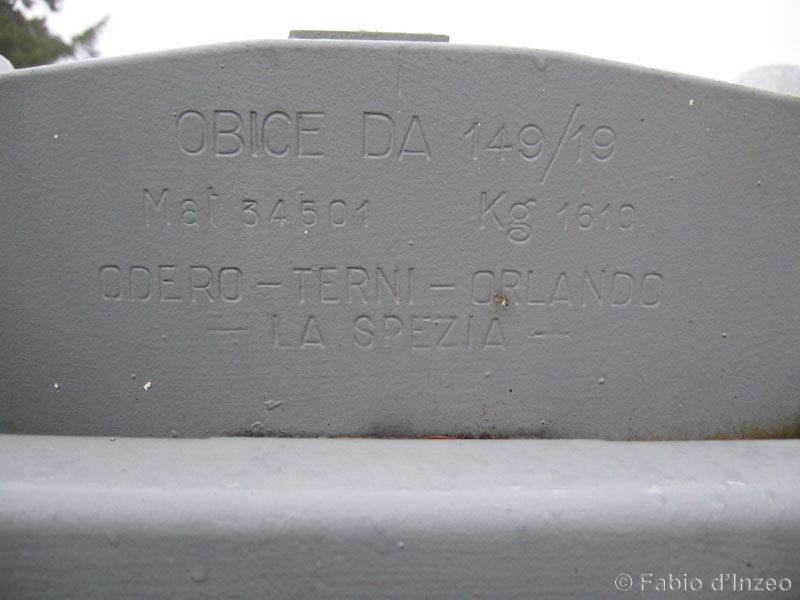 OBICE DA 149/19
Mat 34501 Kg 1610.
ODERO - TERNI - ORLANDO
- LA SPEZIA -
© Fabio d'Inzeo